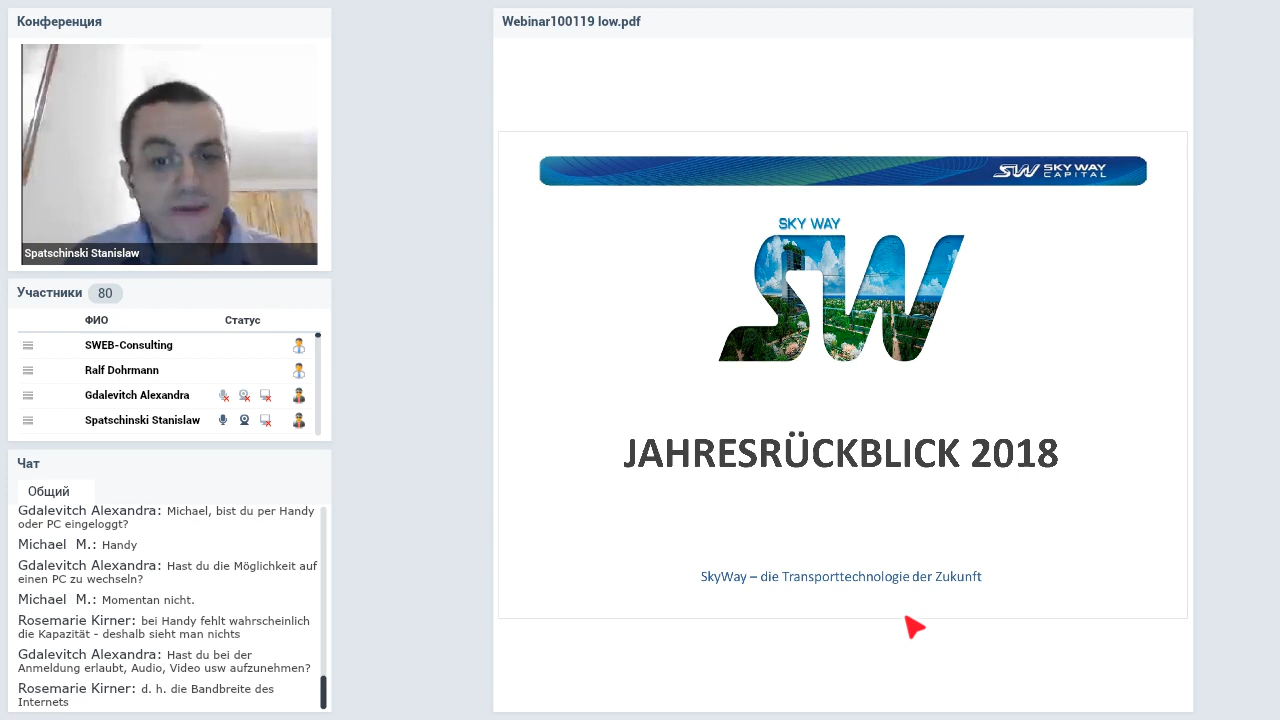 Конференция
Spatschinski Stanislaw
Участники 80
ФИО Статус
SWEB-Consulting
Ralf Dohrmann
Gdalevitch Alexandra
Spatschinski Stanislaw
Чат
Общий
Gdalevitch Alexandra: Michael, bist du per Handy
oder PC eingeloggt?
Michael M.: Handy
Gdalevitch Alexandra: Hast du die Möglichkeit auf
einen PC zu wechseln?
Michael M.: Momentan nicht.
Rosemarie Kirner: bei Handy fehlt wahrscheinlich
die Kapazität - deshalb sieht man nichts
Gdalevitch Alexandra: Hast du bei der
Anmeldung erlaubt, Audio, Video usw aufzunehmen?
Rosemarie Kirner: d. h. die Bandbreite des
Internets
Webinar100119 low.pdf
SW SKY WAY
CAPITAL
SKY WAY
SW
JAHRESRÜCKBLICK 2018
SkyWay – die Transporttechnologie der Zukunft